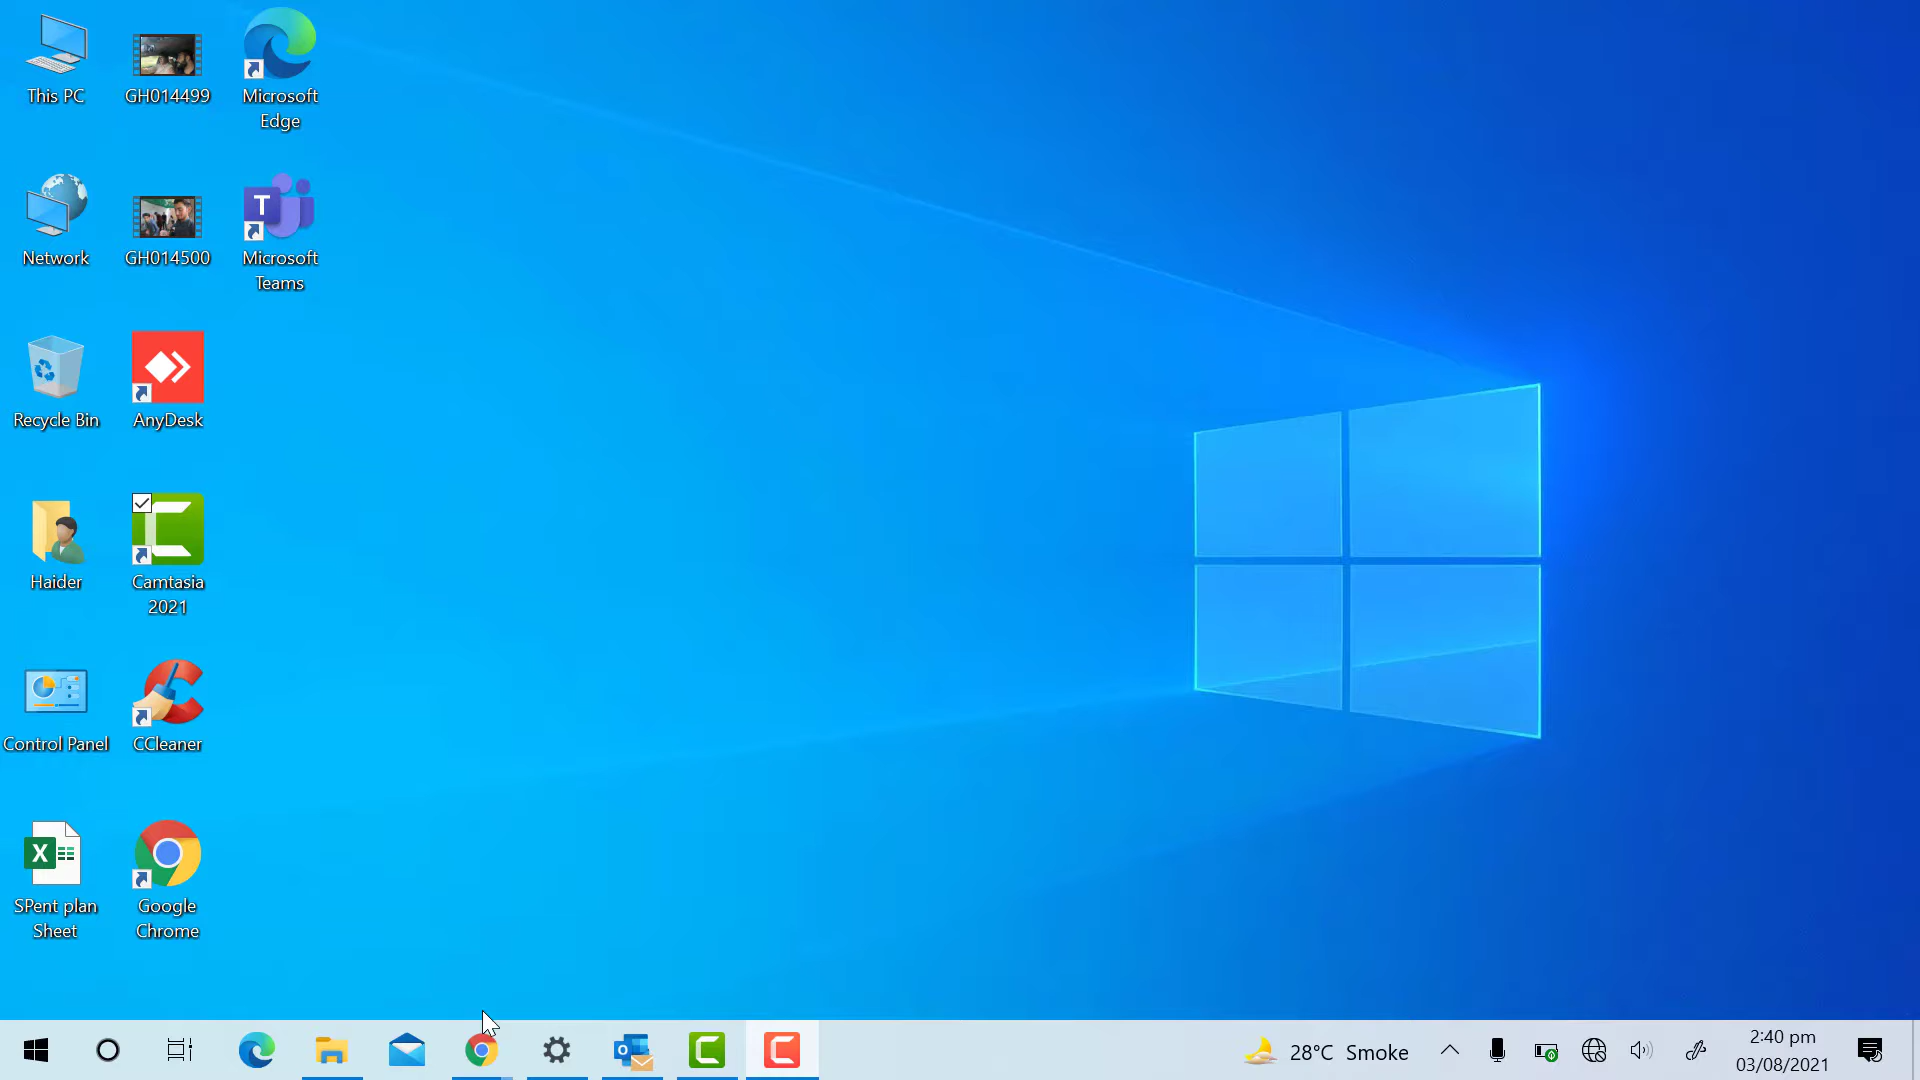 This PC
GH014499
Microsoft
Edge
Network
GH014500
T
Microsoft
Teams
Recycle Bin
AnyDesk
Haider
Camtasia
2021
Control Panel
CCleaner
X
SPent plan
Sheet
Google
Chrome
O
28°C Smoke
2:40 pm
03/08/2021